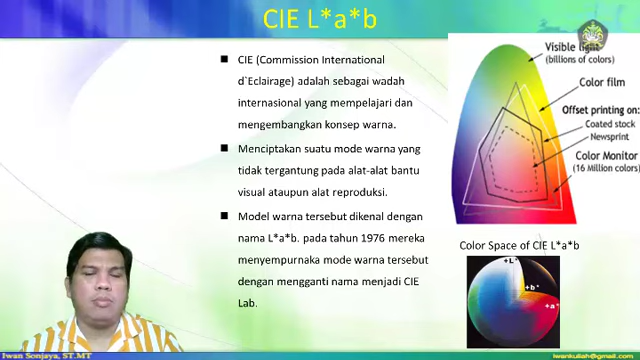 CIE L*a*b
CIE (Commission International
d`Eclairage) adalah sebagai wadah
internasional yang mempelajari dan
mengembangkan konsep warna.
Menciptakan suatu mode warna yang
tidak tergantung pada alat-alat bantu
visual ataupun alat reproduksi.
Model warna tersebut dikenal dengan
nama L*a*b. pada tahun 1976 mereka
menyempurnaka mode warna tersebut
dengan mengganti nama menjadi CIE
Lab.
Visible light
(billions of colors)
Color film
Offset printing on:
Coated stock
Newsprint
Color Monitor
(16 Million colors)
Color Space of CIE L*a*b
+L*
+b*
+a*
Iwan Sonjaya, ST.MT
iwankuliah@gmail.com